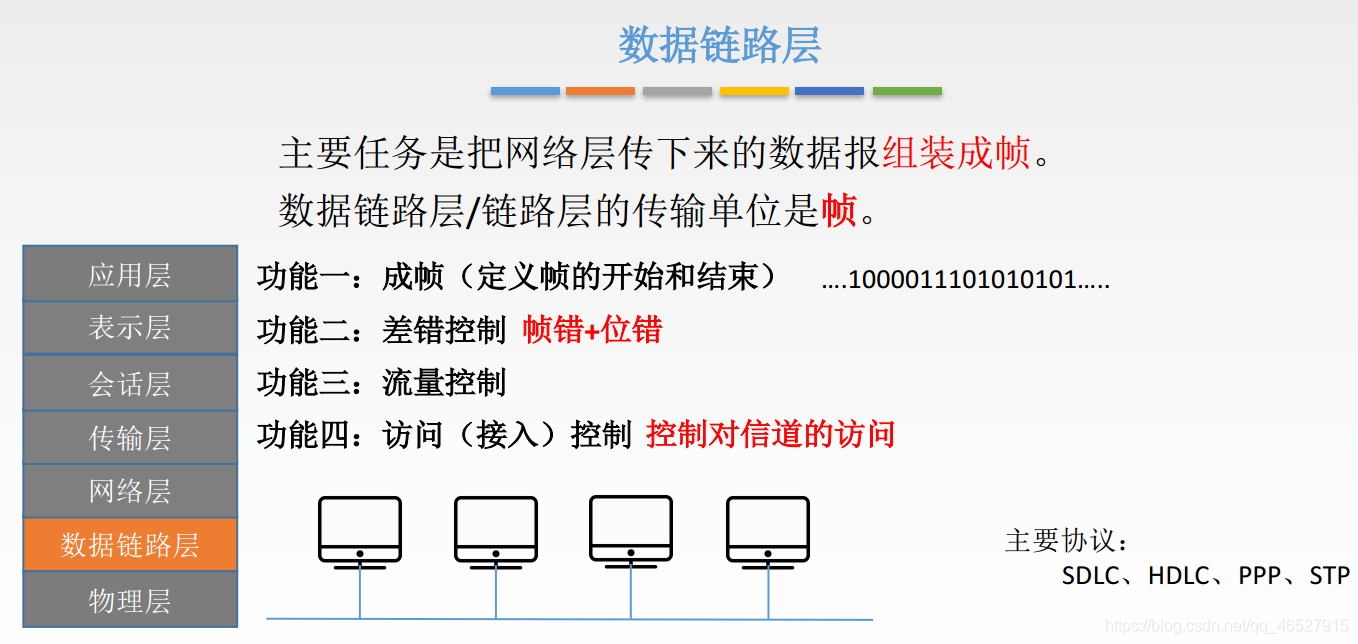 数据链路层
主要任务是把网络层传下来的数据报组装成帧。
数据链路层/链路层的传输单位是帧。
应用层
表示层
会话层
传输层
网络层
数据链路层
物理层
功能一：成帧（定义帧的开始和结束） ....1000011101010101.....
功能二：差错控制 帧错+位错
功能三：流量控制
功能四：访问（接入）控制 控制对信道的访问
主要协议：
SDLC、HDLC、PPP、STP
https://blog.csdn.net/qq_46527915